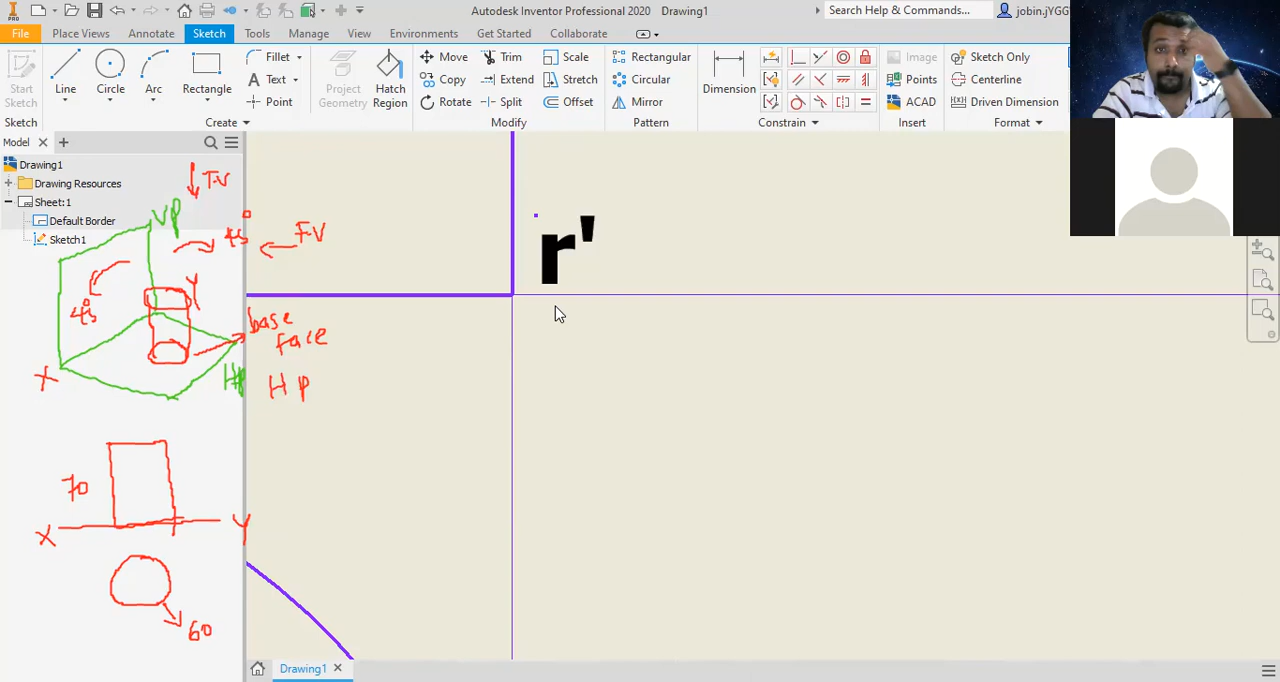 Autodesk Inventor Professional 2020 Drawing1
Search Help & Commands...
jobin.jYGG
PRO
File Place Views Annotate Sketch Tools Manage View Environments Get Started Collaborate
Start Sketch
Line Circle Arc Rectangle
Fillet
Text
Point
Project Geometry
Hatch Region
Move Trim Scale
Copy Extend Stretch
Rotate Split Offset
Rectangular
Circular
Mirror
Dimension
Image
Points
ACAD
Sketch Only
Centerline
Driven Dimension
Sketch Create Modify Pattern Constrain Insert Format
Model
Drawing1
Drawing Resources
Sheet:1
Default Border
Sketch1
T.V
VP
45°
F.V
45°
Y
base
face
X
HP
H P
70
X Y
60
r'
Drawing1